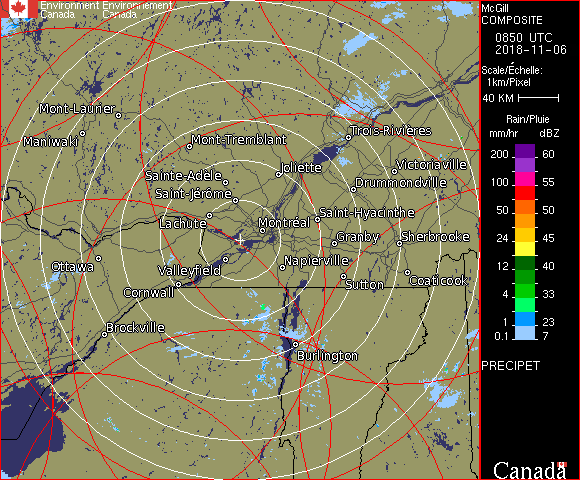 Environment Environnement
Canada Canada
McGill
COMPOSITE
0850 UTC
2018-11-06
Scale/Échelle:
1km/Pixel
40 KM
Rain/Pluie
mm/hr dBZ
200 60
100 55
50 50
24 45
12 40
4 33
1 23
0.1 7
PRECIPET
Canada
Mont-Laurier
Maniwaki
Mont-Tremblant
Trois-Rivières
Sainte-Adèle
Joliette
Victoriaville
Saint-Jérôme
Drummondville
Lachute
Montréal
Saint-Hyacinthe
Granby
Sherbrooke
Ottawa
Valleyfield
Napierville
Cornwall
Sutton
Coaticook
Brockville
Burlington